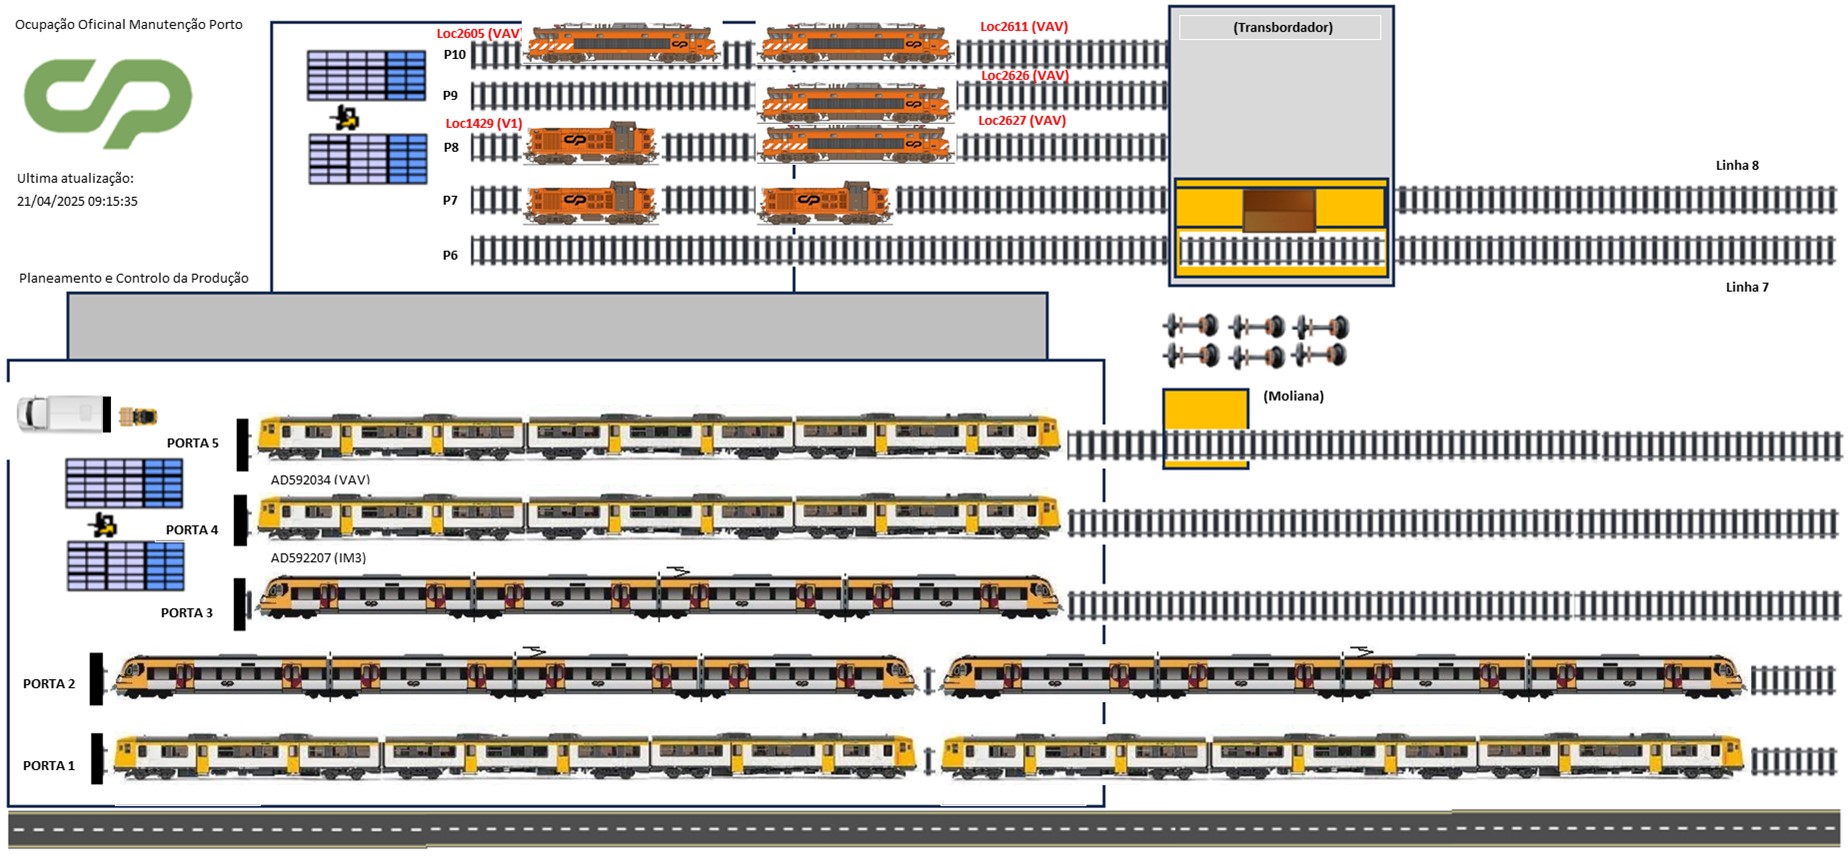 Ocupação Oficinal Manutenção Porto
Ultima atualização:
21/04/2025 09:15:35
Planeamento e Controlo da Produção
Loc2605 (VAV)
Loc2611 (VAV)
P10
Loc2626 (VAV)
P9
Loc1429 (V1)
Loc2627 (VAV)
P8
P7
P6
(Transbordador)
Linha 8
Linha 7
(Moliana)
PORTA 5
AD592034 (VAV)
PORTA 4
AD592207 (IM3)
PORTA 3
PORTA 2
PORTA 1